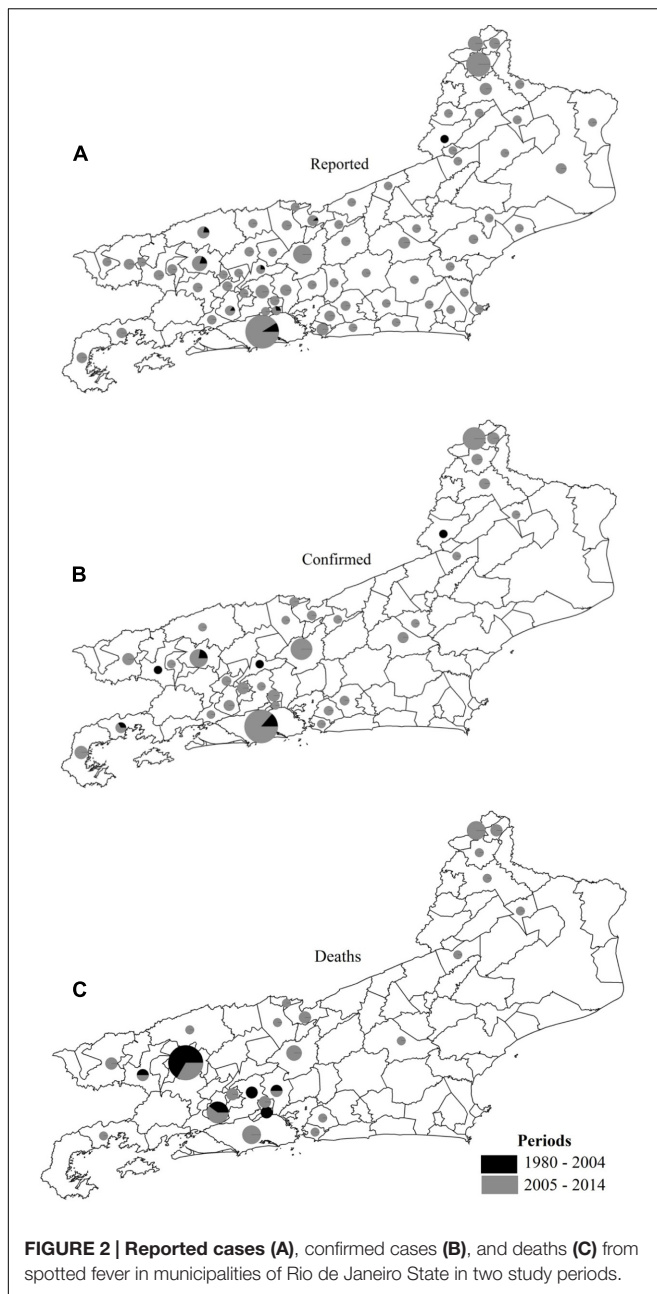 A
Reported
Confirmed
B
Deaths
C
Periods
1980 - 2004
2005 - 2014
FIGURE 2 | Reported cases (A), confirmed cases (B), and deaths (C) from
spotted fever in municipalities of Rio de Janeiro State in two study periods.